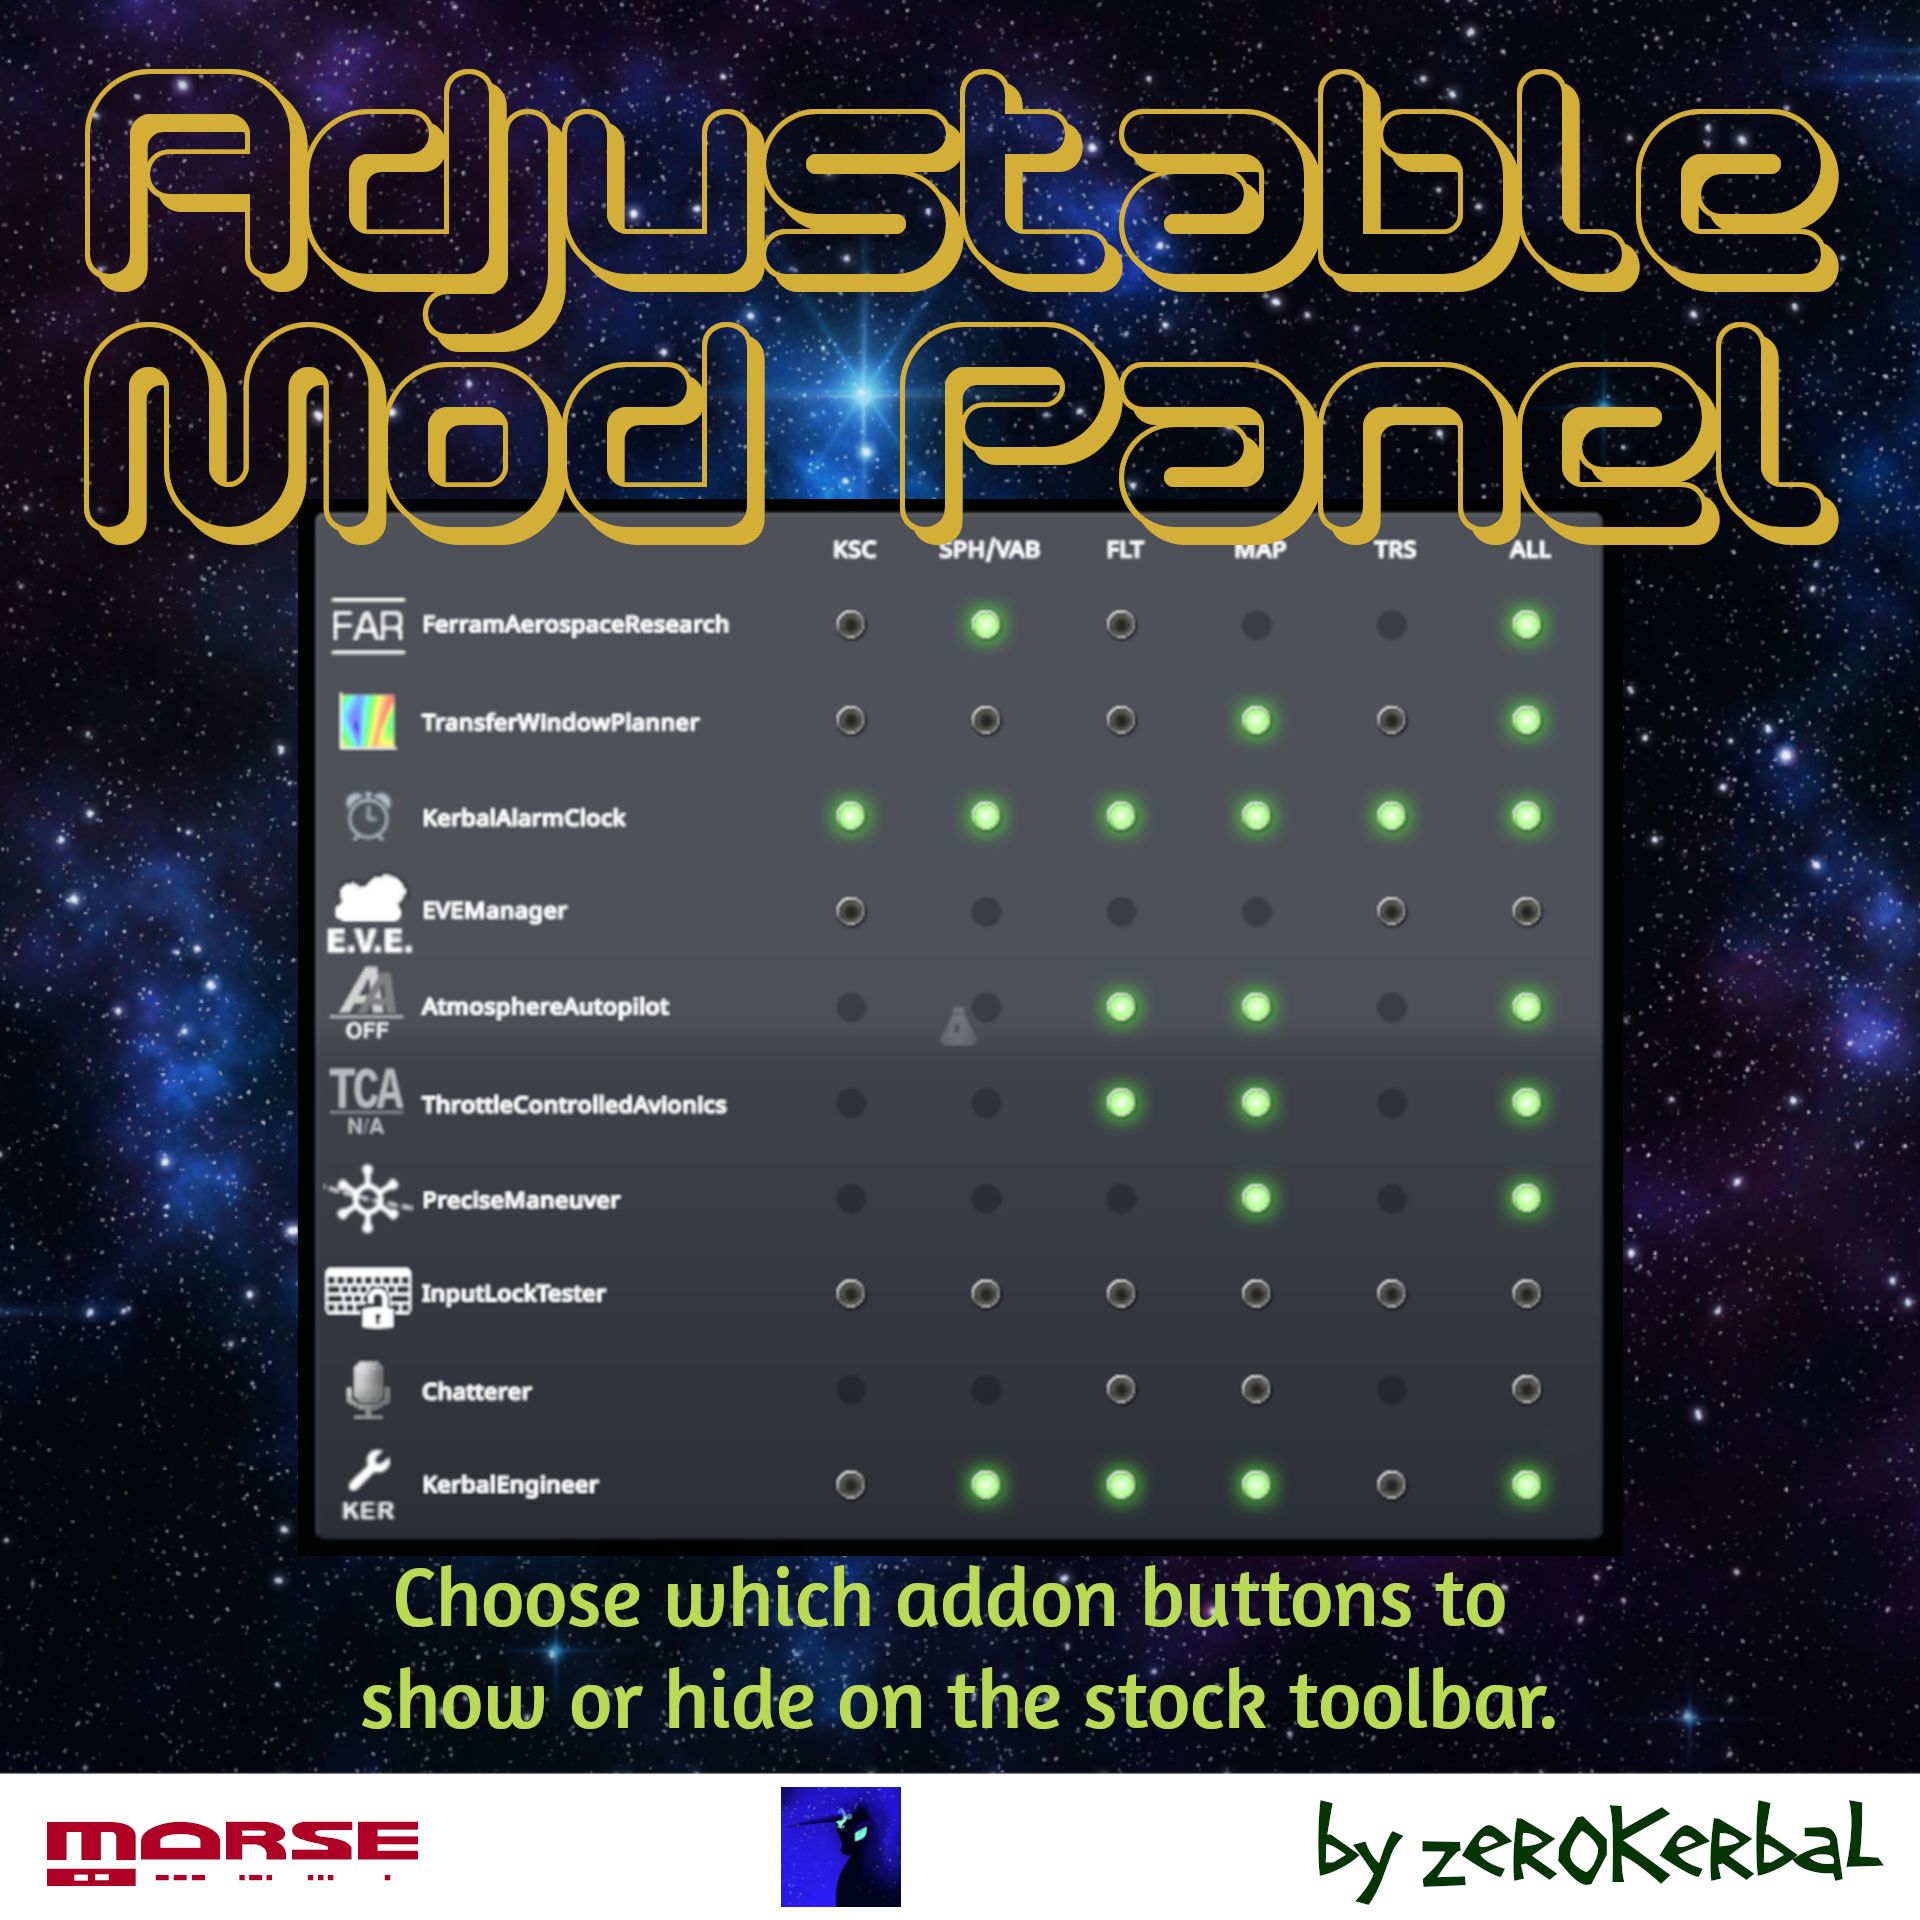 Adjustable
Mod Panel
KSC SPH/VAB FLT MAP TRS ALL
FAR FerramAerospaceResearch
TransferWindowPlanner
KerbalAlarmClock
EVEManager
E.V.E.
AA
OFF
AtmosphereAutopilot
TCA
N/A
ThrottleControlledAvionics
PreciseManeuver
InputLockTester
Chatterer
KerbalEngineer
KER
Choose which addon buttons to
show or hide on the stock toolbar.
MORSE
by zeroKerbal